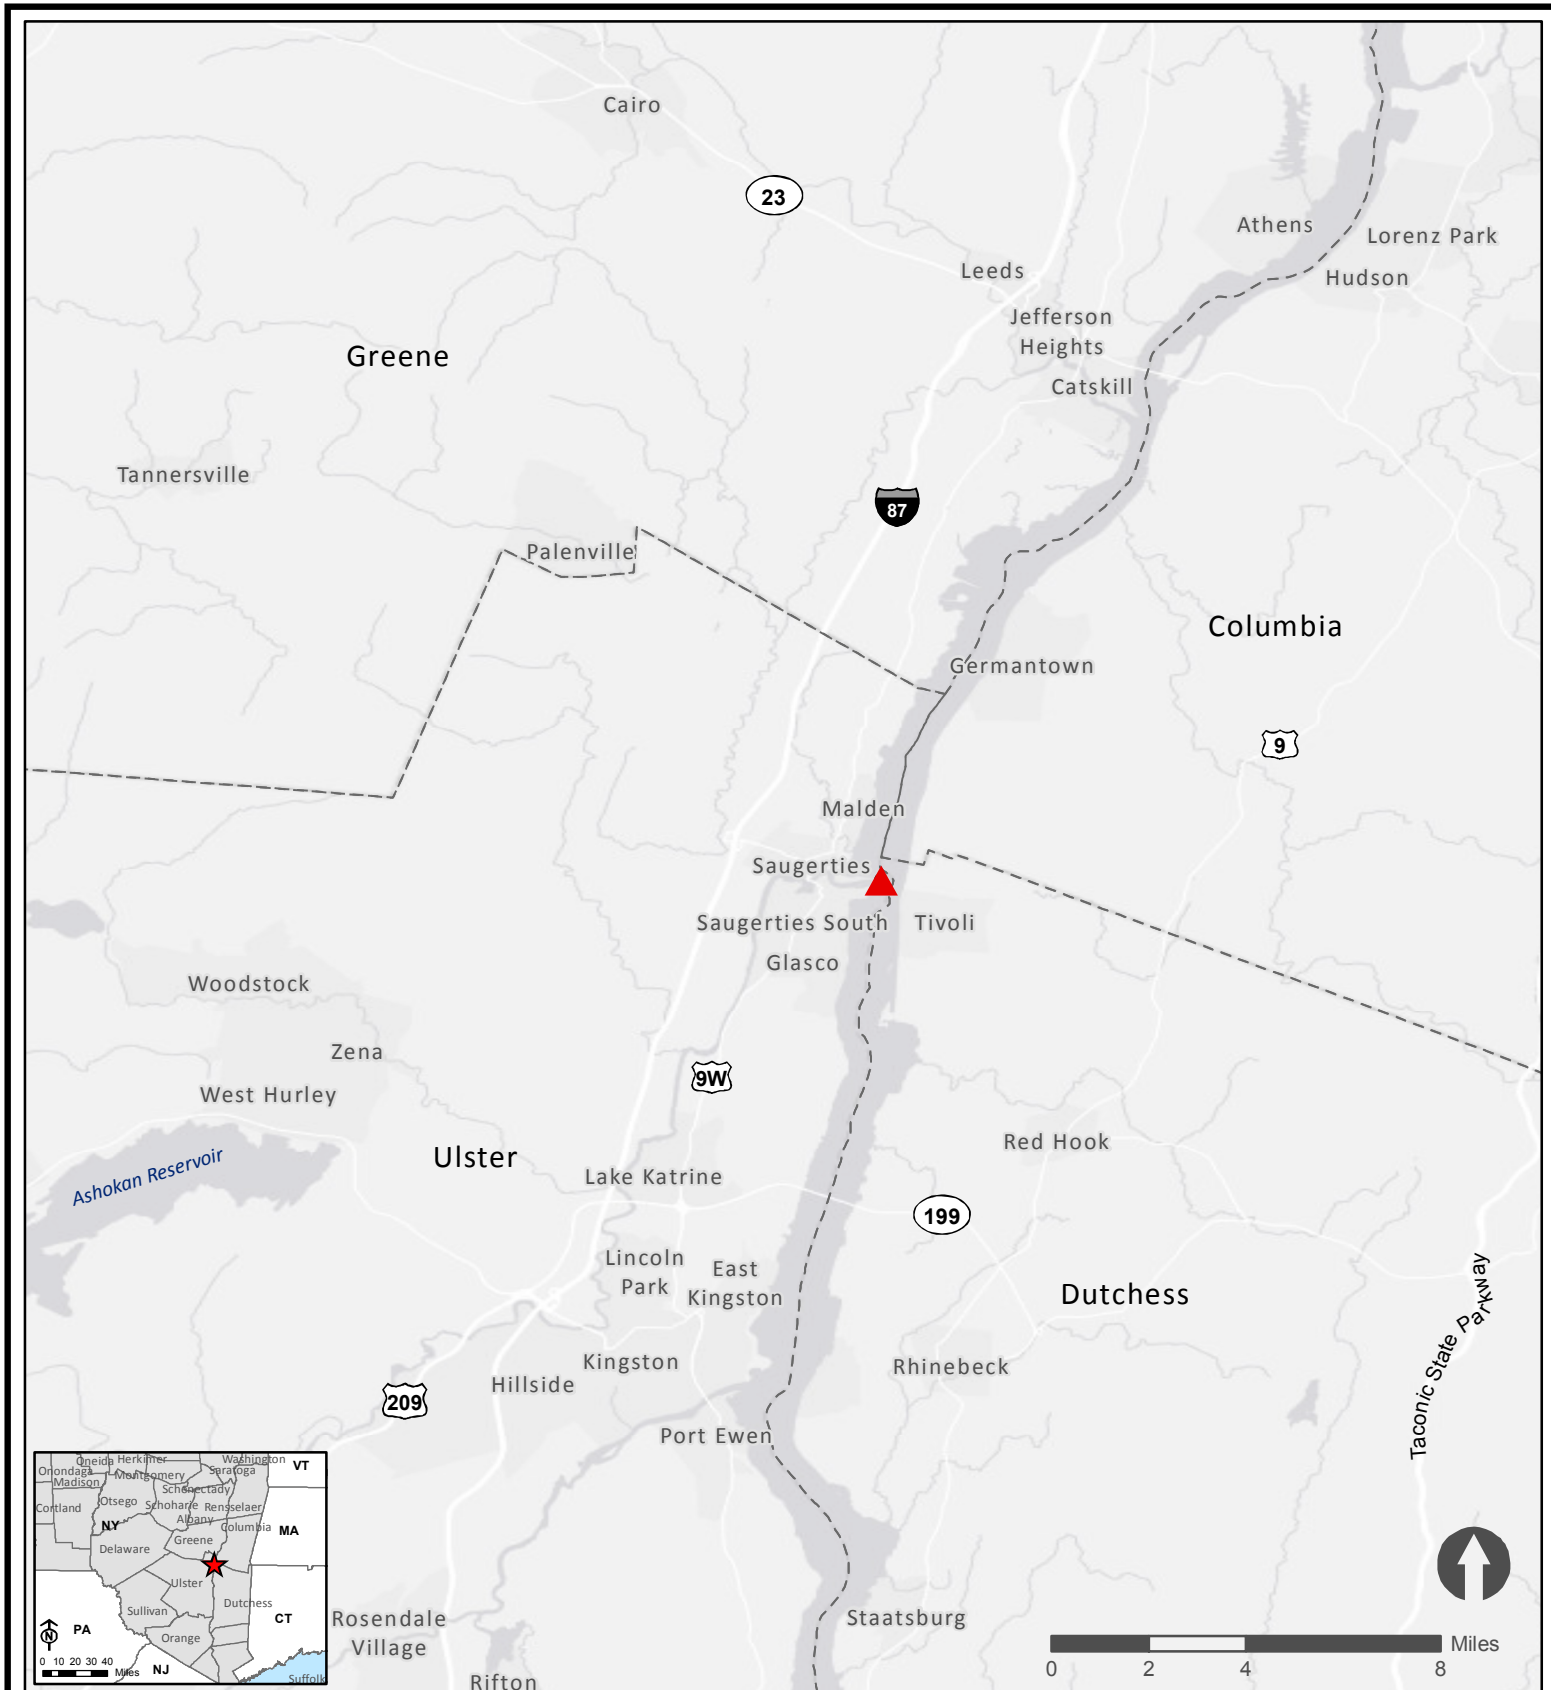 Cairo
23
Athens
Lorenz Park
Leeds
Hudson
Jefferson
Heights
Greene
Catskill
Tannersville
87
Palenville
Columbia
Germantown
9
Malden
Saugerties
Saugerties South
Tivoli
Glasco
Woodstock
Zena
9W
West Hurley
Red Hook
Ulster
Ashokan Reservoir
Lake Katrine
199
Lincoln
Park
East
Kingston
Dutchess
Taconic State Parkway
Kingston
Rhinebeck
Hillside
209
Port Ewen
Rosendale
Village
Staatsburg
Rifton
Miles
0 2 4 8
Oneida
Herkimer
Washington
VT
Onondaga
Madison
Montgomery
Saratoga
Schenectady
Cortland
Otsego
Schoharie
Rensselaer
Albany
NY
Columbia
MA
Greene
Delaware
Ulster
Dutchess
Sullivan
CT
PA
Orange
N
0 10 20 30 40
Miles
NJ
Suffolk